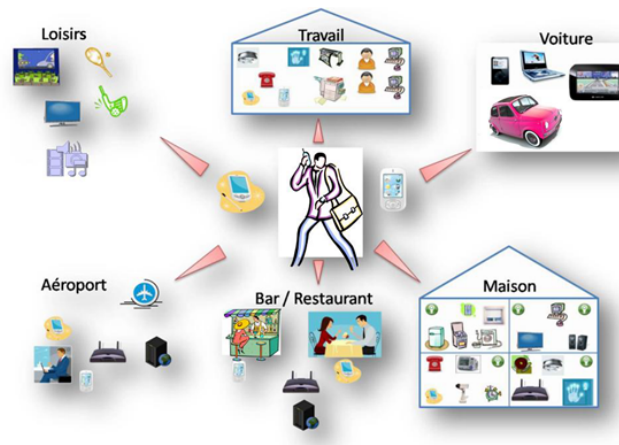 Loisirs
Travail
Voiture
Aéroport
Bar / Restaurant
Maison